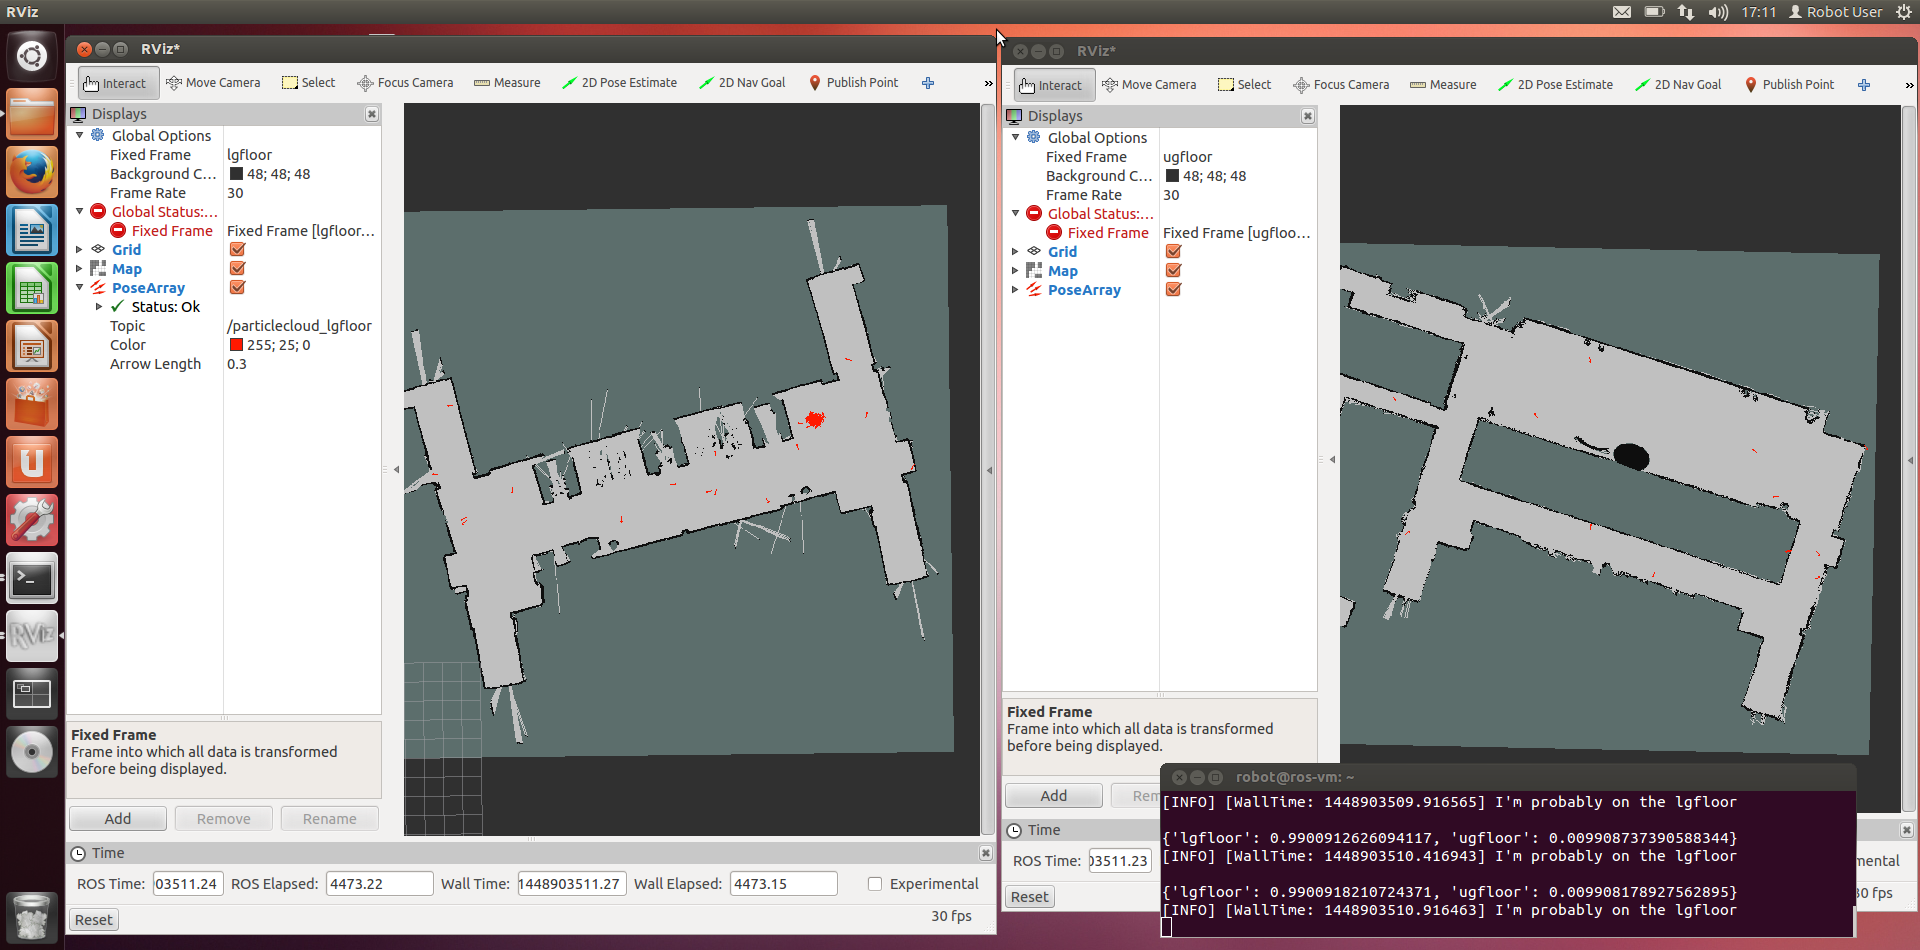 RViz
17:11
Robot User
RViz*
Interact
Move Camera
Select
Focus Camera
Measure
2D Pose Estimate
2D Nav Goal
Publish Point
»
Displays
Global Options
Fixed Frame lgfloor
Background C... 48; 48; 48
Frame Rate 30
Global Status:...
Fixed Frame Fixed Frame [lgfloor...
Grid
Map
PoseArray
Status: Ok
Topic /particlecloud_lgfloor
Color 255; 25; 0
Arrow Length 0.3
Fixed Frame
Frame into which all data is transformed
before being displayed.
Add
Remove
Rename
Time
ROS Time: 03511.24 ROS Elapsed: 4473.22 Wall Time: 1448903511.27 Wall Elapsed: 4473.15 Experimental
Reset
30 fps
RViz*
Interact
Move Camera
Select
Focus Camera
Measure
2D Pose Estimate
2D Nav Goal
Publish Point
»
Displays
Global Options
Fixed Frame ugfloor
Background C... 48; 48; 48
Frame Rate 30
Global Status:...
Fixed Frame Fixed Frame [ugfloo...
Grid
Map
PoseArray
Fixed Frame
Frame into which all data is transformed
before being displayed.
Add
Rem
Time
ROS Time: 03511.23
mental
Reset
30 fps
robot@ros-vm: ~
[INFO] [WallTime: 1448903509.916565] I'm probably on the lgfloor
{'lgfloor': 0.9900912626094117, 'ugfloor': 0.009908737390588344}
[INFO] [WallTime: 1448903510.416943] I'm probably on the lgfloor
{'lgfloor': 0.9900918210724371, 'ugfloor': 0.009908178927562895}
[INFO] [WallTime: 1448903510.916463] I'm probably on the lgfloor
RViz